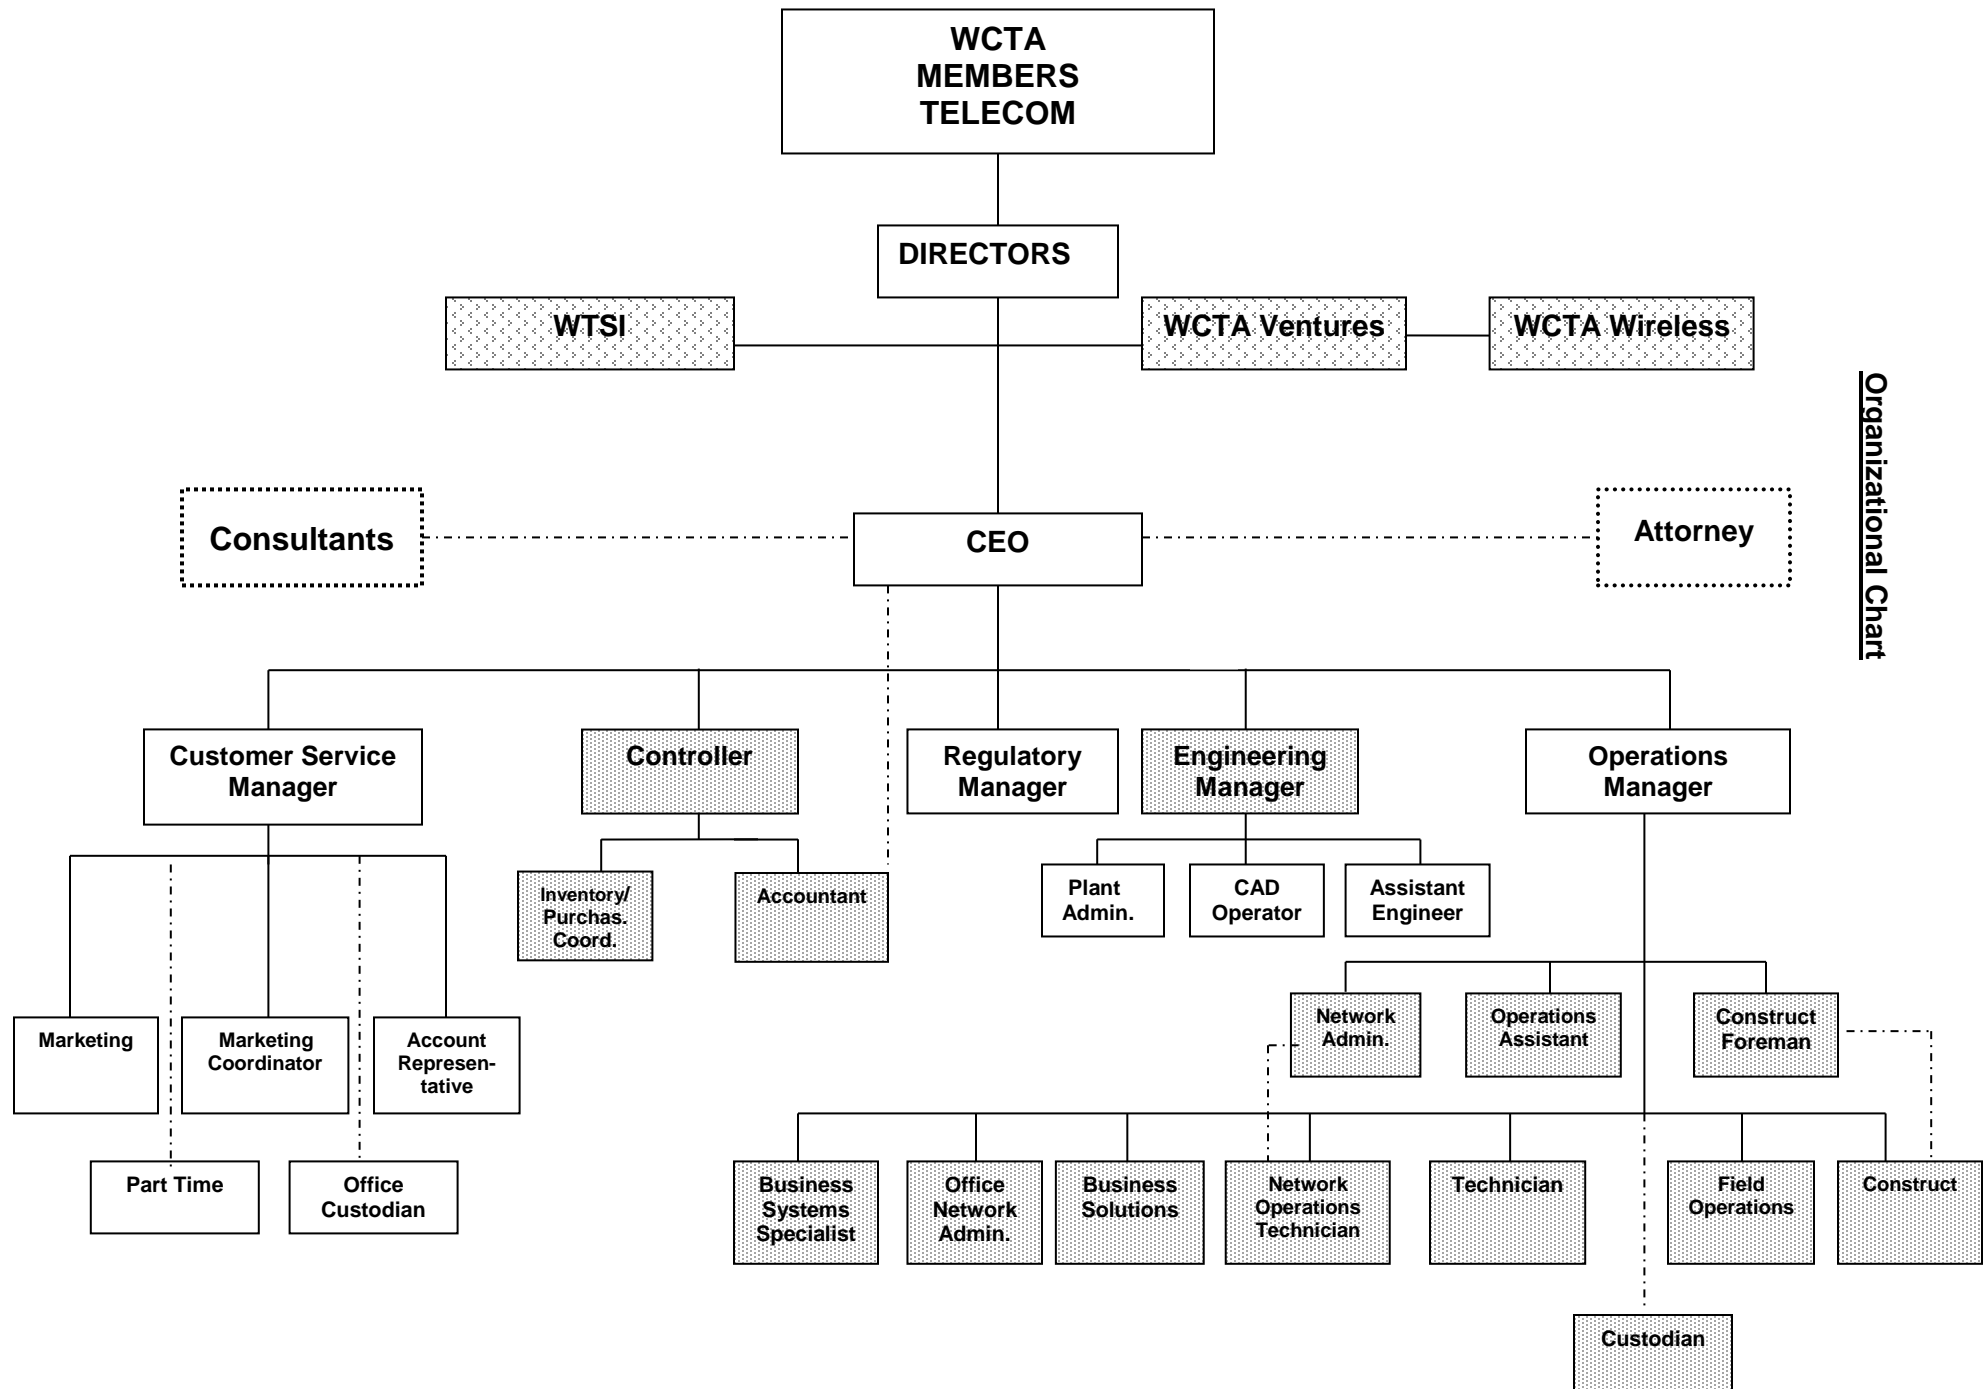 WCTA
MEMBERS
TELECOM
DIRECTORS
WTSI
WCTA Ventures
WCTA Wireless
Organizational Chart
Consultants
CEO
Attorney
Customer Service
Manager
Controller
Regulatory
Manager
Engineering
Manager
Operations
Manager
Inventory/
Purchas.
Coord.
Accountant
Plant
Admin.
CAD
Operator
Assistant
Engineer
Marketing
Marketing
Coordinator
Account
Represen-
tative
Network
Admin.
Operations
Assistant
Construct
Foreman
Part Time
Office
Custodian
Business
Systems
Specialist
Office
Network
Admin.
Business
Solutions
Network
Operations
Technician
Technician
Field
Operations
Construct
Custodian